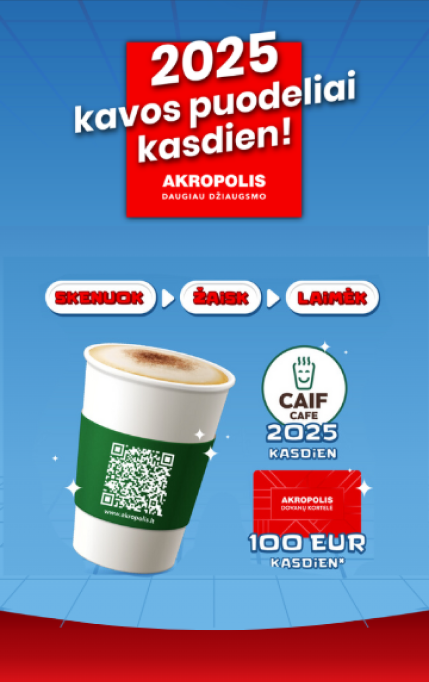 2025
kavos puodeliai
kasdien!
AKROPOLIS
DAUGIAU DŽIAUGSMO
SKENUOK
ŽAISK
LAIMĖK
CAIF
CAFE
2025
KASDIEN
www.akropolis.lt
AKROPOLIS
DOVANŲ KORTELĖ
100 EUR
KASDIEN*